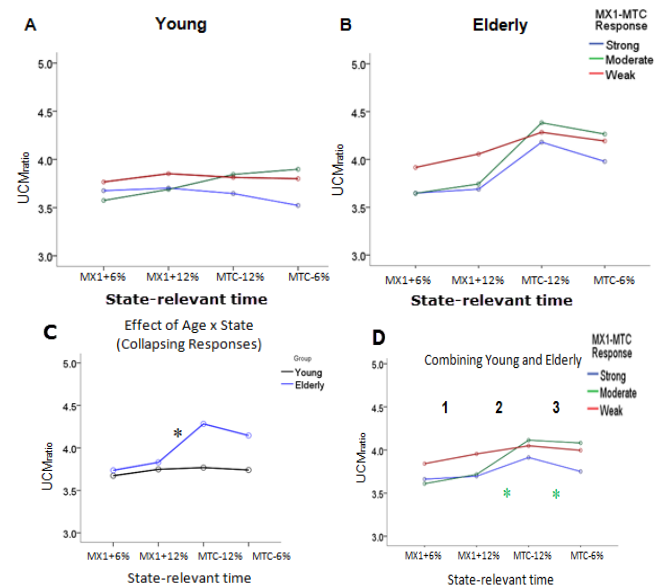 A
Young
5.0
4.5
4.0
3.5
3.0
UCMratio
MX1+6%
MX1+12%
MTC-12%
MTC-6%
State-relevant time
B
Elderly
MX1-MTC
Response
Strong
Moderate
Weak
5.0
4.5
4.0
3.5
3.0
UCMratio
MX1+6%
MX1+12%
MTC-12%
MTC-6%
State-relevant time
C
Effect of Age x State
(Collapsing Responses)
Group
Young
Elderly
5.0
4.5
4.0
3.5
3.0
UCMratio
*
MX1+6%
MX1+12%
MTC-12%
MTC-6%
State-relevant time
D
Combining Young and Elderly
MX1-MTC
Response
Strong
Moderate
Weak
5.0
4.5
4.0
3.5
3.0
UCMratio
1 2 3
* *
MX1+6%
MX1+12%
MTC-12%
MTC-6%
State-relevant time